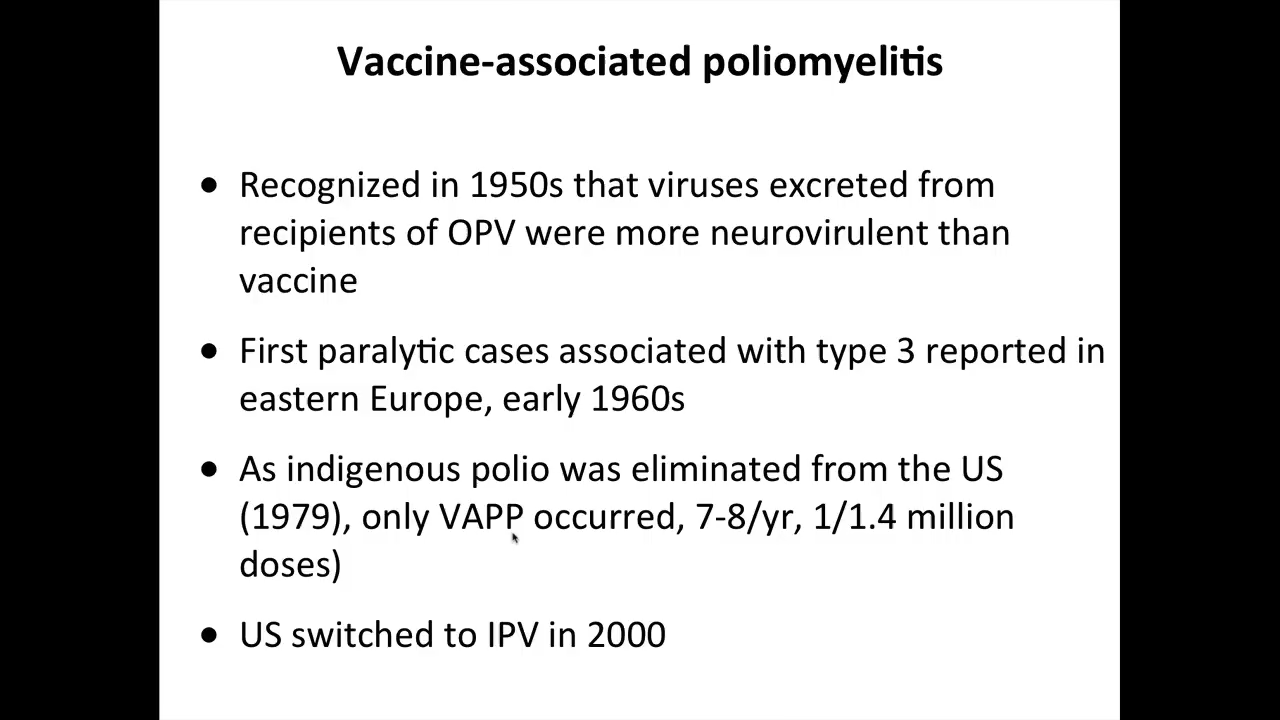 Vaccine-associated poliomyelitis
• Recognized in 1950s that viruses excreted from
recipients of OPV were more neurovirulent than
vaccine
• First paralytic cases associated with type 3 reported in
eastern Europe, early 1960s
• As indigenous polio was eliminated from the US
(1979), only VAPP occurred, 7-8/yr, 1/1.4 million
doses)
• US switched to IPV in 2000